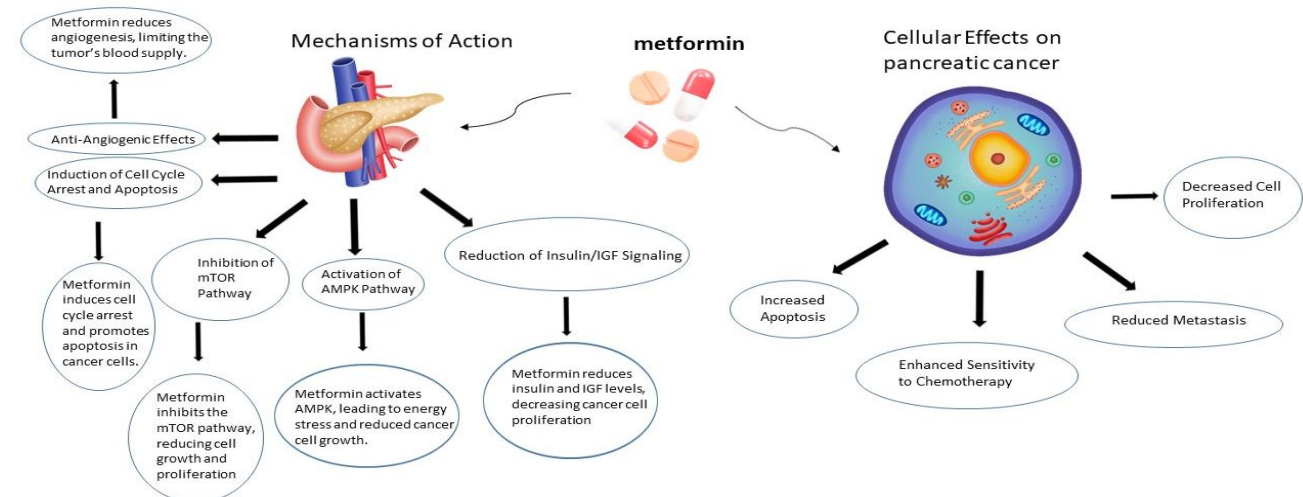 Metformin reduces
angiogenesis, limiting the
tumor's blood supply.
Mechanisms of Action
metformin
Cellular Effects on
pancreatic cancer
Anti-Angiogenic Effects
Induction of Cell Cycle
Arrest and Apoptosis
Inhibition of
mTOR
Pathway
Activation of
AMPK Pathway
Reduction of Insulin/IGF Signaling
Metformin
induces cell
cycle arrest
and promotes
apoptosis in
cancer cells.
Metformin
inhibits the
mTOR pathway,
reducing cell
growth and
proliferation
Metformin activates
AMPK, leading to energy
stress and reduced cancer
cell growth.
Metformin reduces
insulin and IGF levels,
decreasing cancer cell
proliferation
Decreased Cell
Proliferation
Increased
Apoptosis
Enhanced Sensitivity
to Chemotherapy
Reduced Metastasis